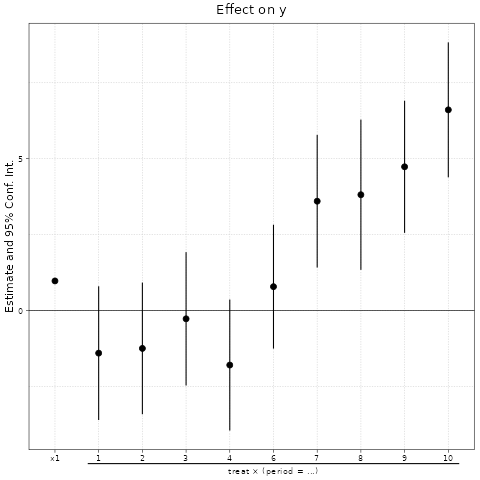 Effect on y
Estimate and 95% Conf. Int.
5
0
x1 1 2 3 4 6 7 8 9 10
treat × (period = ...)